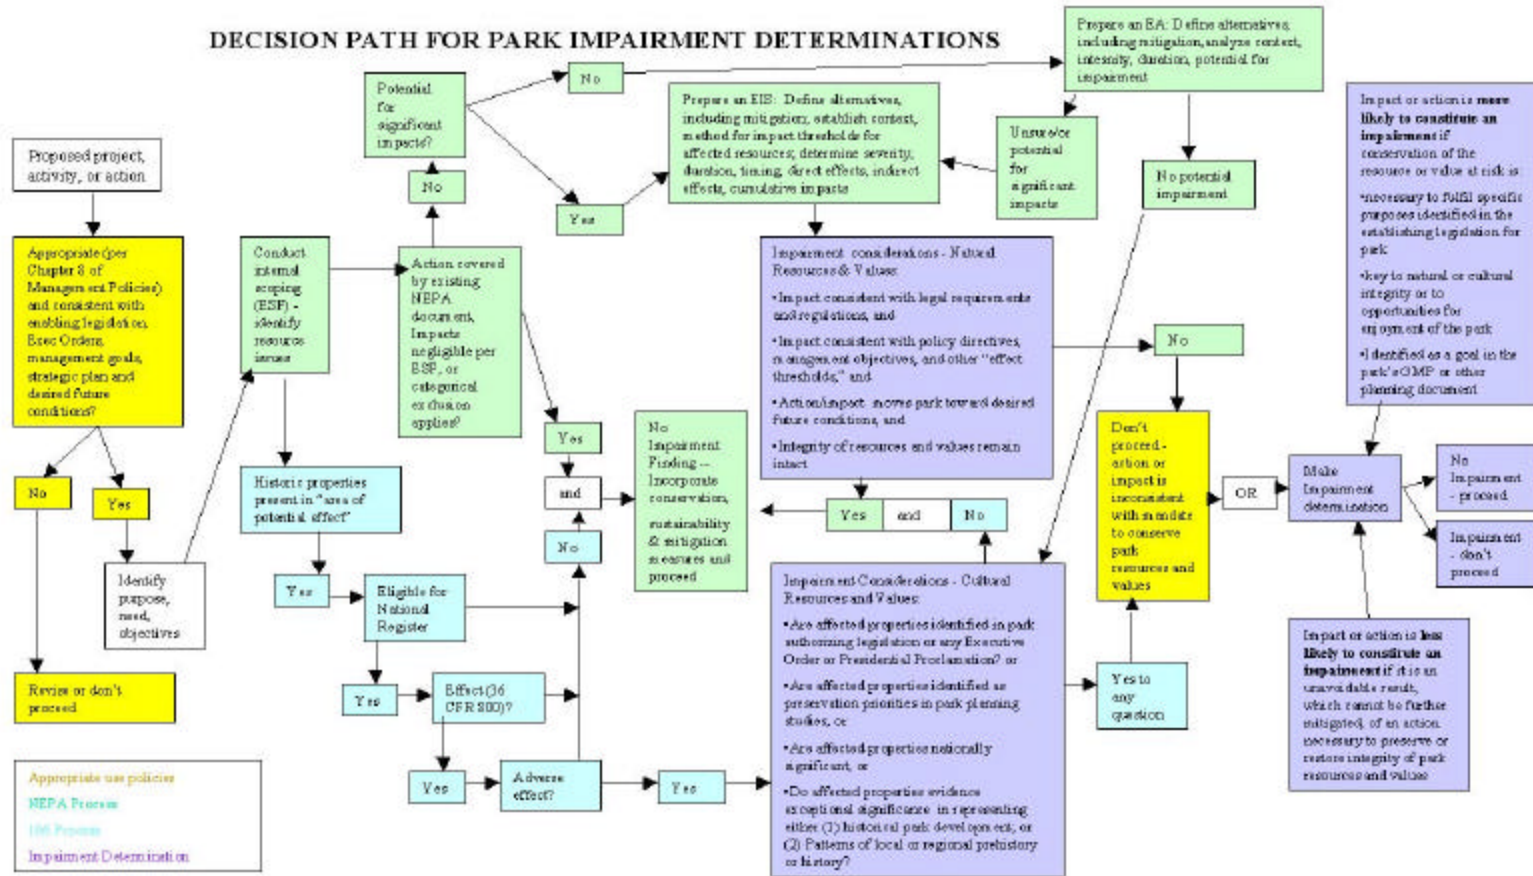 DECISION PATH FOR PARK IMPAIRMENT DETERMINATIONS
Proposed project,
activity, or action
Appropriate (per
Chapter 8 of
Management Policies)
and consistent with
enabling legislation,
Exec Orders,
management goals,
strategic plan and
desired future
conditions?
No
Yes
Revise or don't
proceed
Identify
purpose,
need,
objectives
Conduct
internal
scoping
(ESF) -
identify
resource
issues
Action covered
by existing
NEPA
document,
Impacts
negligible per
ESF, or
categorical
exclusion
applies?
No
Potential
for
significant
impacts?
No
Yes
Prepare an EA: Define alternatives,
including mitigation, analyze context,
intensity, duration, potential for
impairment
Prepare an EIS: Define alternatives,
including mitigation, establish context,
method for impact thresholds for
affected resources; determine severity,
duration, timing, direct effects, indirect
effects, cumulative impacts
Unsure/or
potential
for
significant
impacts
No potential
impairment
Yes
and
No
Historic properties
present in "area of
potential effect"
Yes
Eligible for
National
Register
Yes
Effect (36
CFR 800)?
Yes
Adverse
effect?
Yes
No
Impairment
Finding --
Incorporate
conservation,
sustainability
& mitigation
measures and
proceed
Impairment considerations - Natural
Resources & Values:
•Impact consistent with legal requirements
and regulations, and
•Impact consistent with policy directives,
management objectives, and other "effect
thresholds," and
•Action/impact moves park toward desired
future conditions, and
•Integrity of resources and values remain
intact
Yes and No
Impairment Considerations - Cultural
Resources and Values:
•Are affected properties identified in park
authorizing legislation or any Executive
Order or Presidential Proclamation? or
•Are affected properties identified as
preservation priorities in park planning
studies, or
•Are affected properties nationally
significant, or
•Do affected properties evidence
exceptional significance in representing
either (1) historical park development, or
(2) Patterns of local or regional prehistory
or history?
No
Don't
proceed -
action or
impact is
inconsistent
with mandate
to conserve
park
resources and
values
Yes to
any
question
OR
Make
Impairment
determination
No
Impairment
- proceed
Impairment
- don't
proceed
Impact or action is more
likely to constitute an
impairment if
conservation of the
resource or value at risk is:
•necessary to fulfil specific
purposes identified in the
establishing legislation for
park
•key to natural or cultural
integrity or to
opportunities for
enjoyment of the park
•Identified as a goal in the
park's GMP or other
planning document
Impact or action is less
likely to constitute an
impairment if it is an
unavoidable result,
which cannot be further
mitigated, of an action
necessary to preserve or
restore integrity of park
resources and values
Appropriate use policies
NEPA Process
106 Process
Impairment Determination